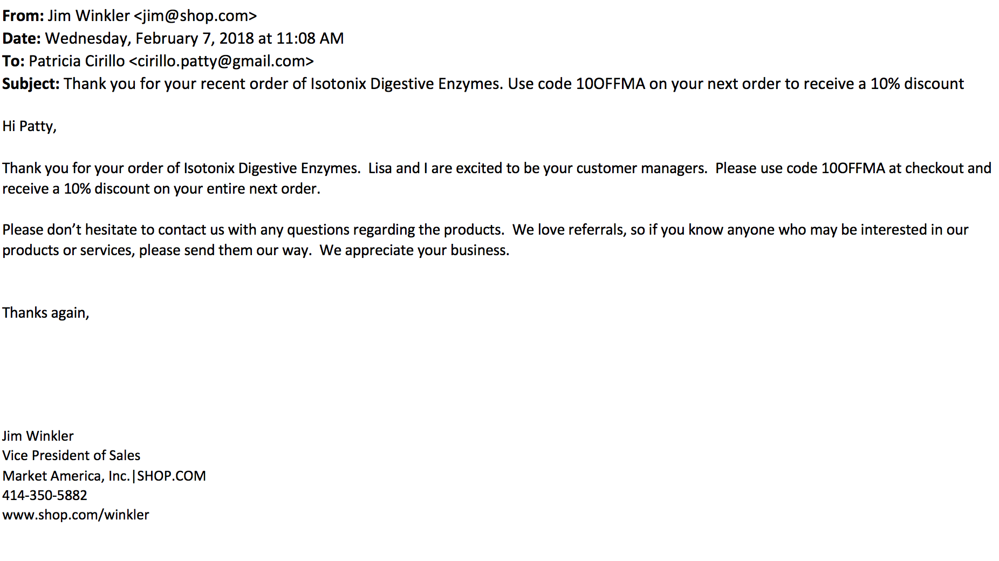 From: Jim Winkler <jim@shop.com>
Date: Wednesday, February 7, 2018 at 11:08 AM
To: Patricia Cirillo <cirillo.patty@gmail.com>
Subject: Thank you for your recent order of Isotonix Digestive Enzymes. Use code 10OFFMA on your next order to receive a 10% discount
Hi Patty,
Thank you for your order of Isotonix Digestive Enzymes.  Lisa and I are excited to be your customer managers.  Please use code 10OFFMA at checkout and
receive a 10% discount on your entire next order.
Please don’t hesitate to contact us with any questions regarding the products.  We love referrals, so if you know anyone who may be interested in our
products or services, please send them our way.  We appreciate your business.
Thanks again,
Jim Winkler
Vice President of Sales
Market America, Inc.|SHOP.COM
414-350-5882
www.shop.com/winkler